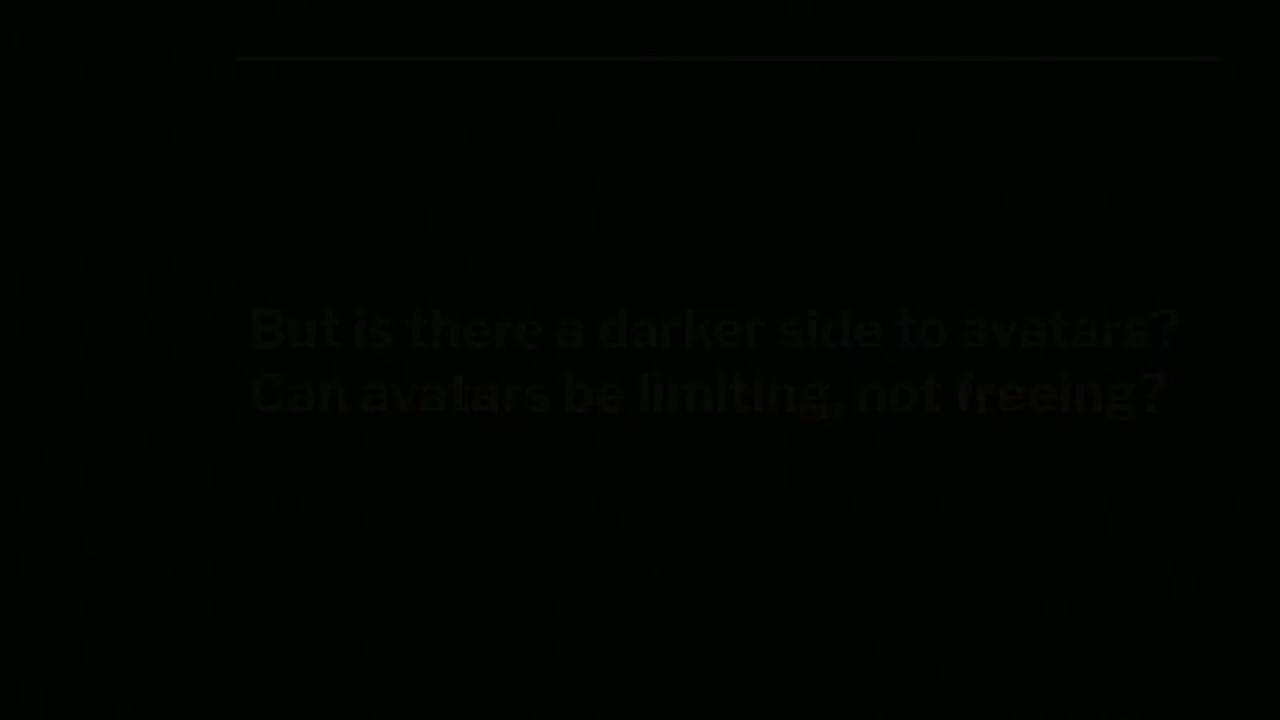 But is there a darker side to avatars?
Can avatars be limiting, not freeing?